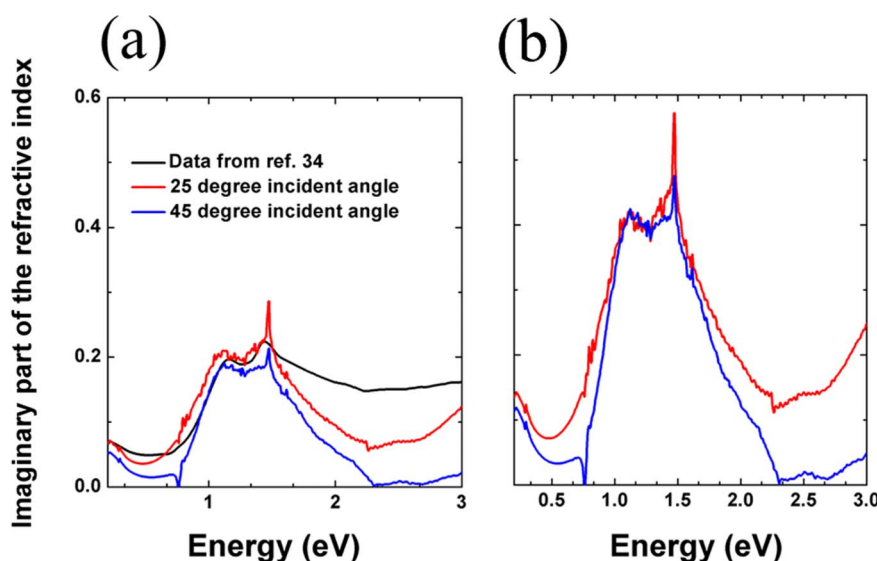 (a)
(b)
Imaginary part of the refractive index
0.6
0.4
0.2
0.0
Data from ref. 34
25 degree incident angle
45 degree incident angle
1 2 3
0.5 1.0 1.5 2.0 2.5 3.0
Energy (eV)
Energy (eV)